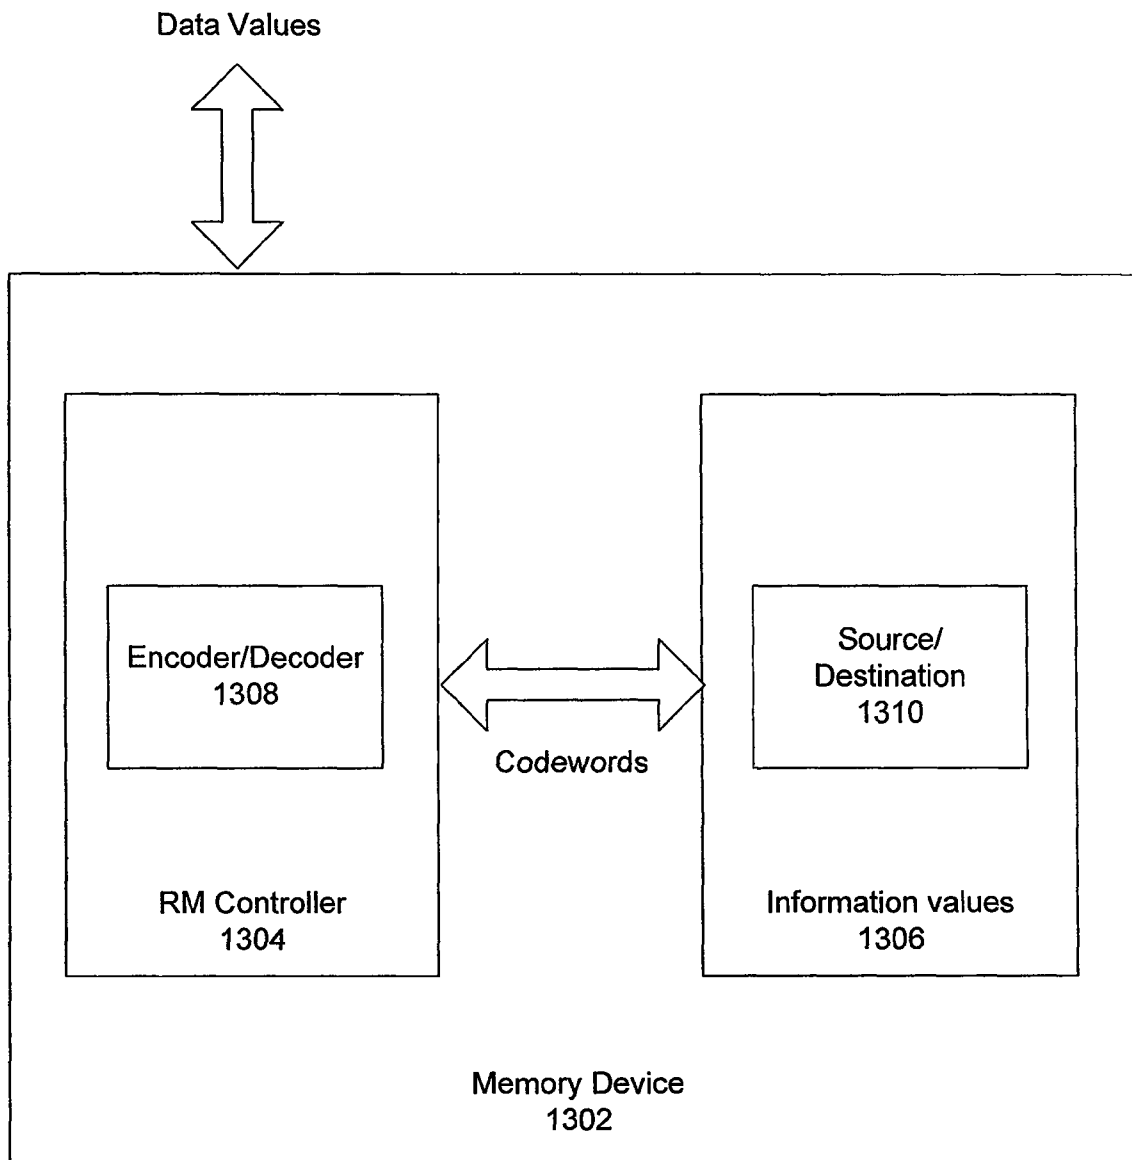 Data Values
Encoder/Decoder
1308
Source/
Destination
1310
Codewords
RM Controller
1304
Information values
1306
Memory Device
1302